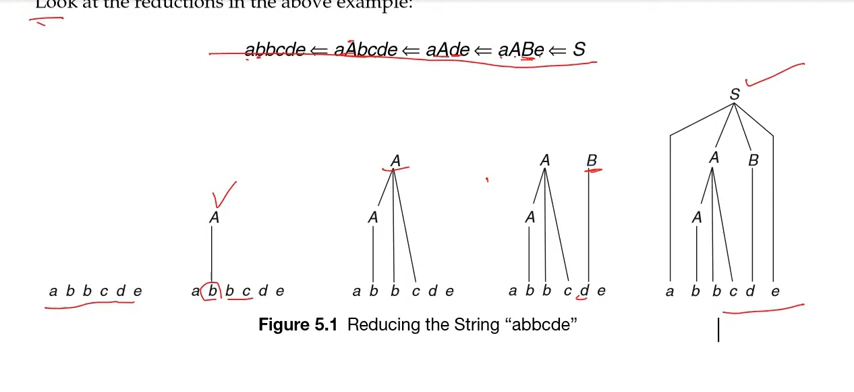 Look at the reductions in the above example:
abbcde ⇐ aAbcde ⇐ aAde ⇐ aABe ⇐ S
S
A A B A B
A A A A
a b b c d e a b b c d e a b b c d e a b b c d e a b b c d e
Figure 5.1 Reducing the String “abbcde”